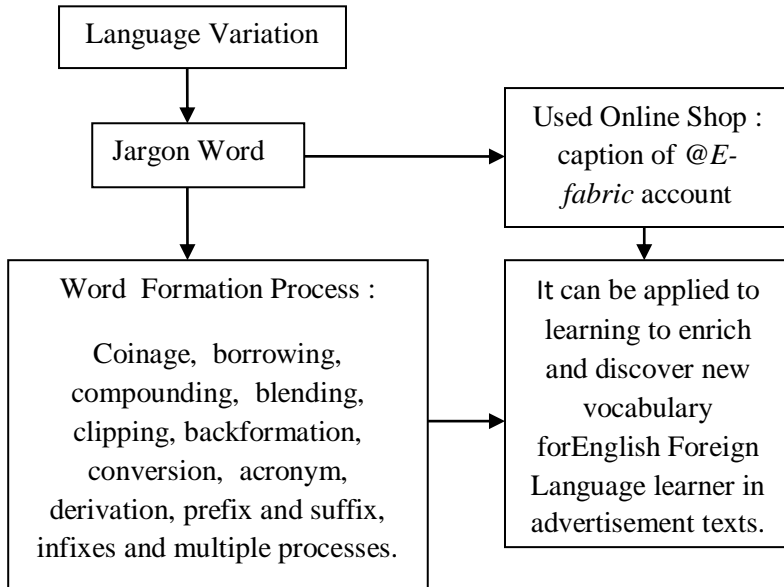 Language Variation
Jargon Word
Used Online Shop :
caption of @E-
fabric account
Word Formation Process :
Coinage, borrowing,
compounding, blending,
clipping, backformation,
conversion, acronym,
derivation, prefix and suffix,
infixes and multiple processes.
It can be applied to
learning to enrich
and discover new
vocabulary
forEnglish Foreign
Language learner in
advertisement texts.